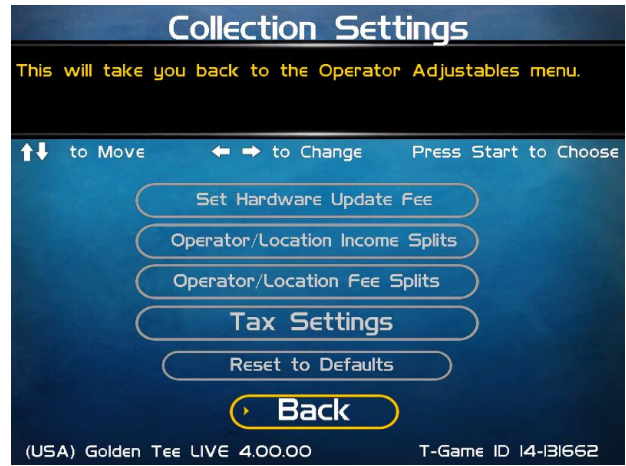 Collection Settings
This will take you back to the Operator Adjustables menu.
to Move to Change Press Start to Choose
Set Hardware Update Fee
Operator/Location Income Splits
Operator/Location Fee Splits
Tax Settings
Reset to Defaults
Back
(USA) Golden Tee LIVE 4.00.00 T-Game ID 14-131662